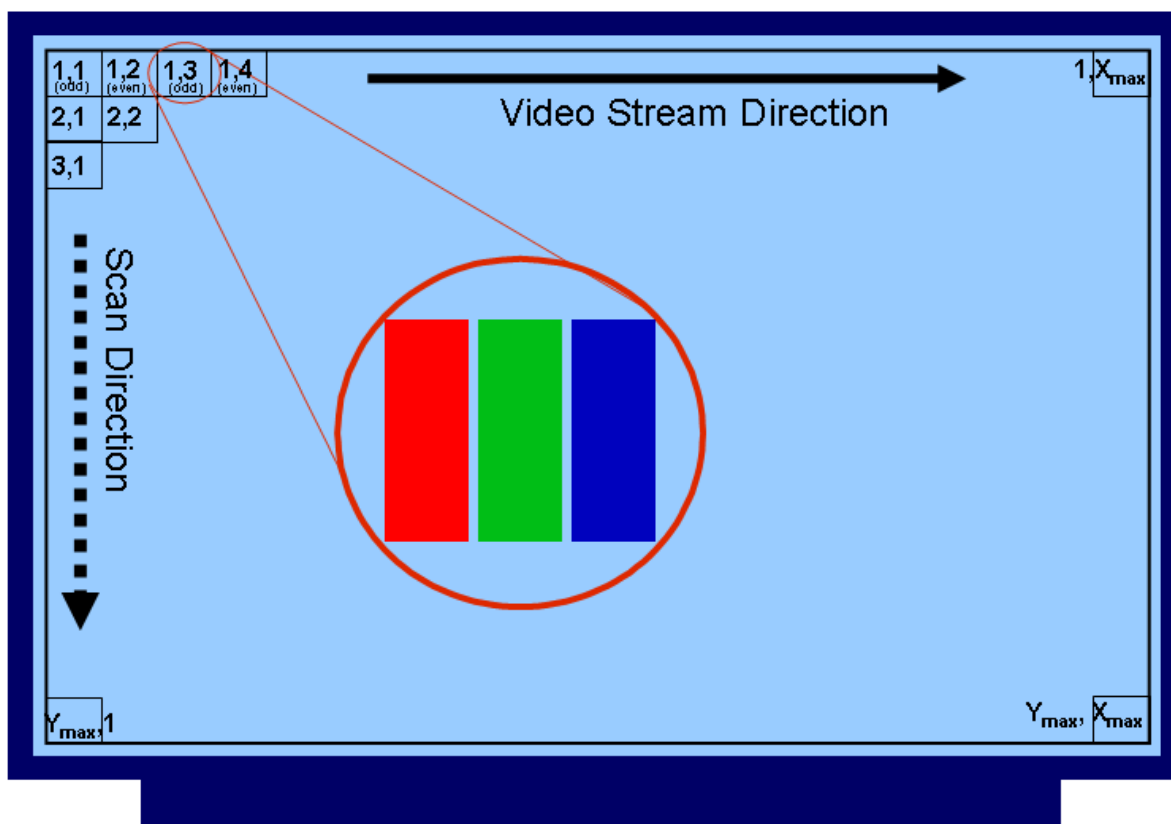 1,1 1,2 1,3 1,4 1,Xmax
(odd) (even) (odd) (even)
Video Stream Direction
2,1 2,2
3,1
Scan Direction
Ymax,1 Ymax, Xmax